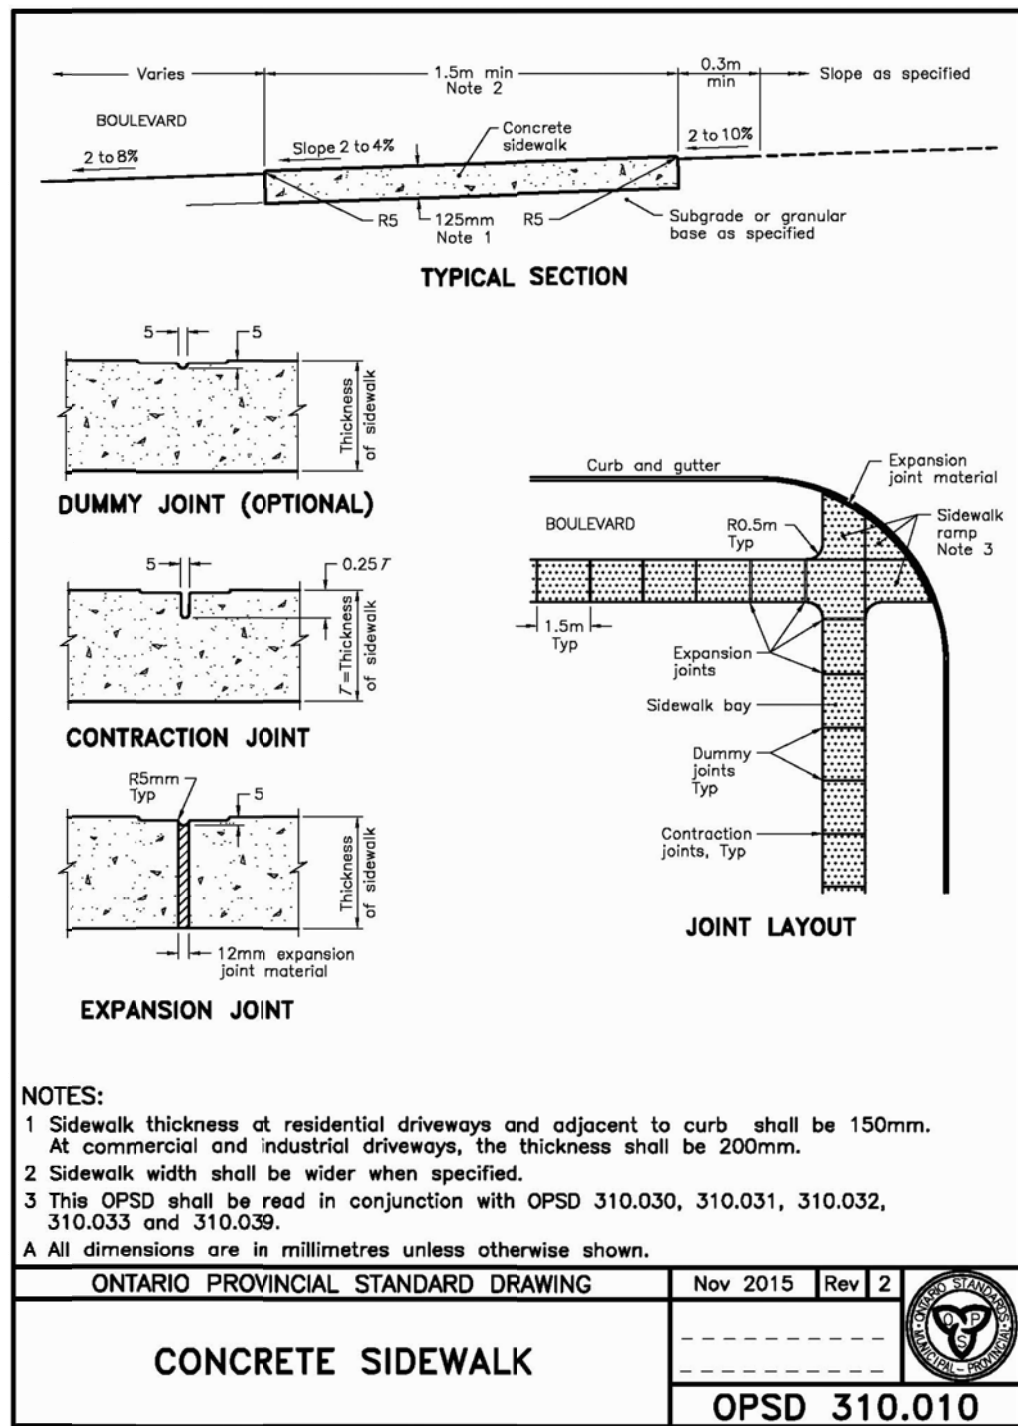 Varies
1.5m min
Note 2
0.3m
min
Slope as specified
BOULEVARD
2 to 8%
Slope 2 to 4%
Concrete
sidewalk
2 to 10%
R5
125mm
Note 1
R5
Subgrade or granular
base as specified
TYPICAL SECTION
5
5
Thickness
of sidewalk
DUMMY JOINT (OPTIONAL)
5
0.25T
T=Thickness
of sidewalk
CONTRACTION JOINT
R5mm
Typ
5
Thickness
of sidewalk
12mm expansion
joint material
EXPANSION JOINT
Curb and gutter
Expansion
joint material
BOULEVARD
R0.5m
Typ
Sidewalk
ramp
Note 3
1.5m
Typ
Expansion
joints
Sidewalk bay
Dummy
joints
Typ
Contraction
joints, Typ
JOINT LAYOUT
NOTES:
1 Sidewalk thickness at residential driveways and adjacent to curb shall be 150mm.
At commercial and industrial driveways, the thickness shall be 200mm.
2 Sidewalk width shall be wider when specified.
3 This OPSD shall be read in conjunction with OPSD 310.030, 310.031, 310.032,
310.033 and 310.039.
A All dimensions are in millimetres unless otherwise shown.
ONTARIO PROVINCIAL STANDARD DRAWING
Nov 2015
Rev
2
CONCRETE SIDEWALK
ONTARIO STANDARDS
MUNICIPAL - PROVINCIAL
O P
S
OPSD 310.010